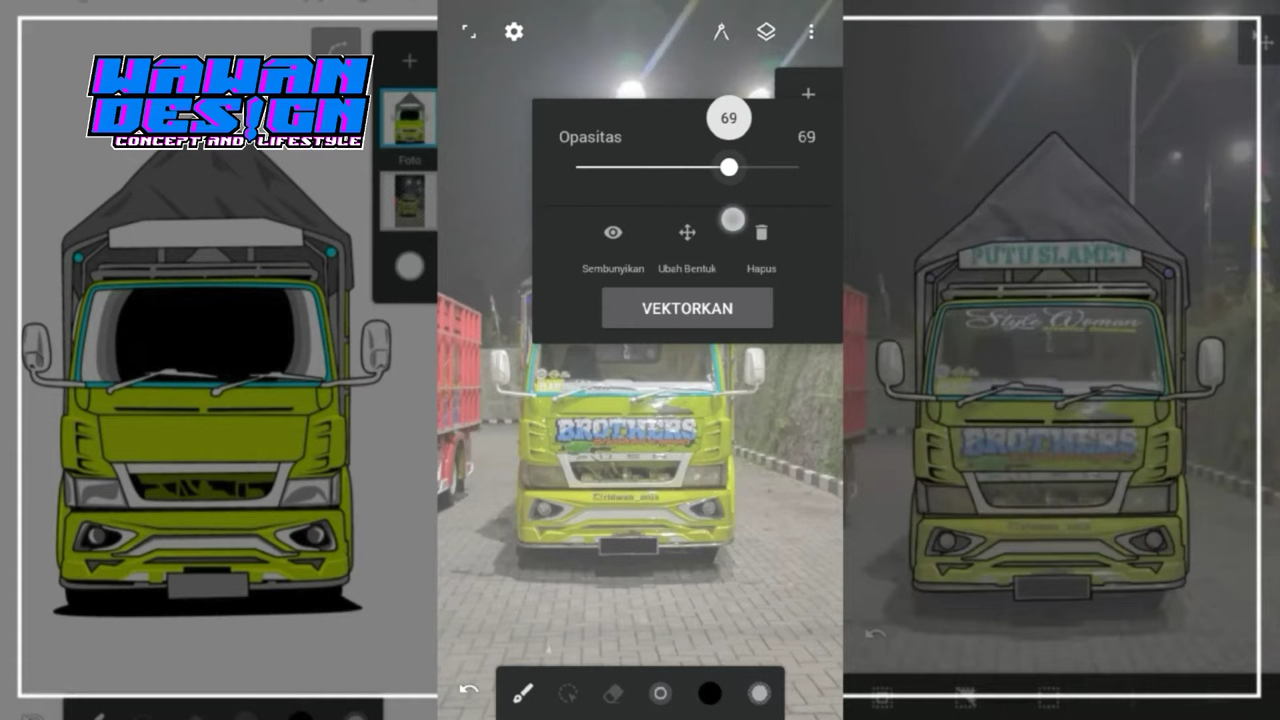 WAWAN
DES!GN
CONCEPT AND LIFESTYLE
Foto
69
Opasitas
69
Sembunyikan
Ubah Bentuk
Hapus
VEKTORKAN
BROTHERS
PUTU SLAMET
Style Woman
BROTHERS